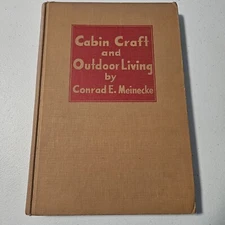 Cabin Craft
and
Outdoor Living
by
Conrad E. Meinecke